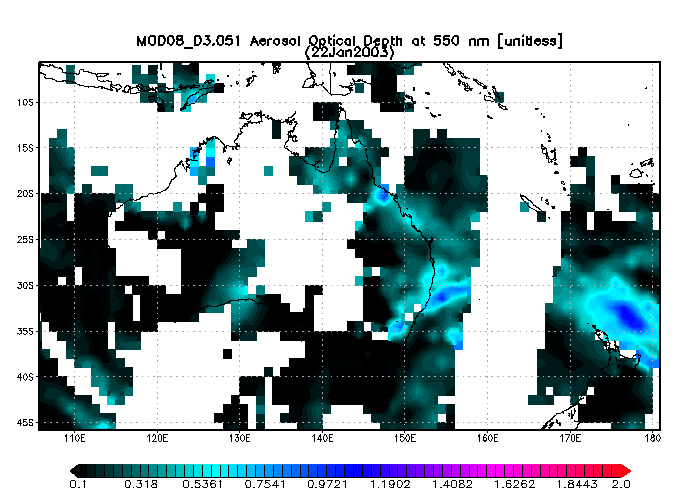 MOD08_D3.051 Aerosol Optical Depth at 550 nm [unitless]
(22Jan2003)
10S
15S
20S
25S
30S
35S
40S
45S
110E 120E 130E 140E 150E 160E 170E 180
0.1 0.318 0.5361 0.7541 0.9721 1.1902 1.4082 1.6262 1.8443 2.0